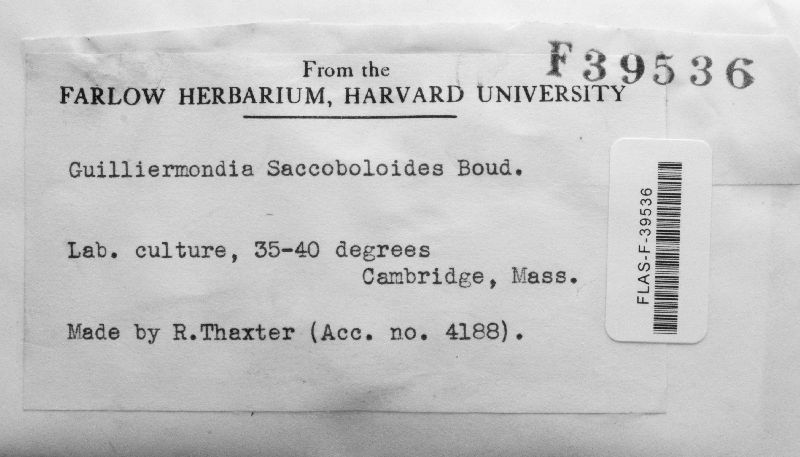 F39536
From the
FARLOW HERBARIUM, HARVARD UNIVERSITY
Guilliermondia Saccoboloides Boud.
Lab. culture, 35-40 degrees
Cambridge, Mass.
Made by R.Thaxter (Acc. no. 4188).
FLAS-F-39536